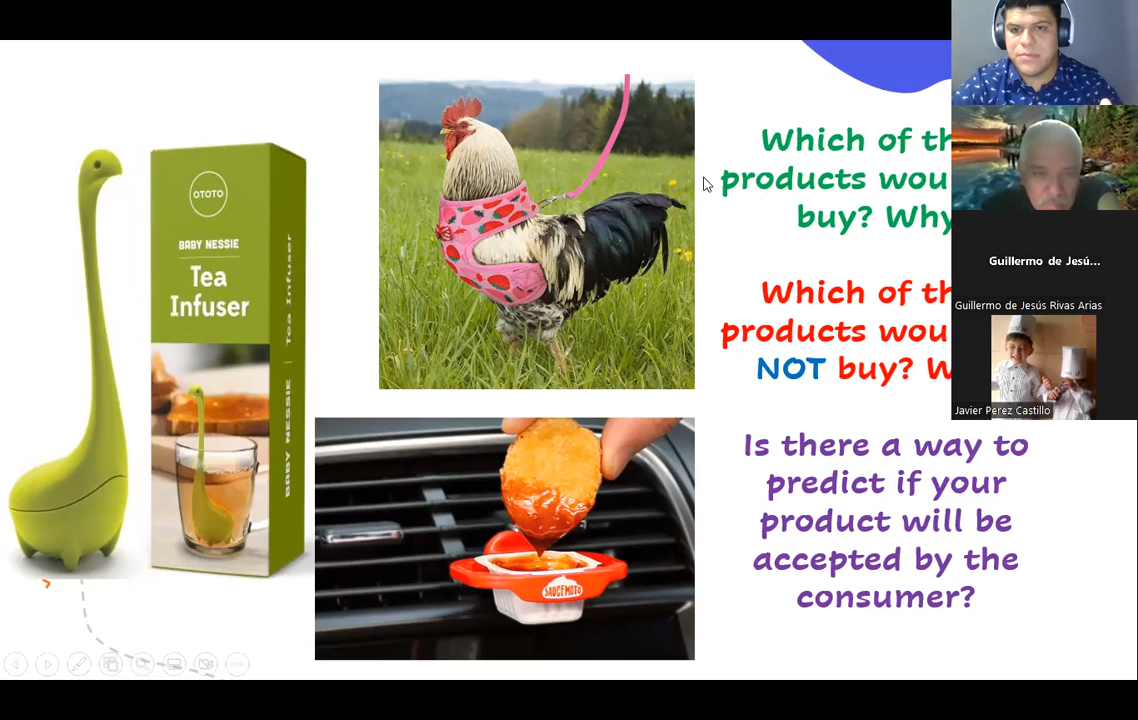 OTOTO
BABY NESSIE
Tea
Infuser
BABY NESSIE | Tea Infuser
SAUCEMOTO
Which of th
products wou
buy? Why
Which of th
products wou
NOT buy? W
Is there a way to
predict if your
product will be
accepted by the
consumer?
Guillermo de Jesú...
Guillermo de Jesús Rivas Arias
Javier Perez Castillo